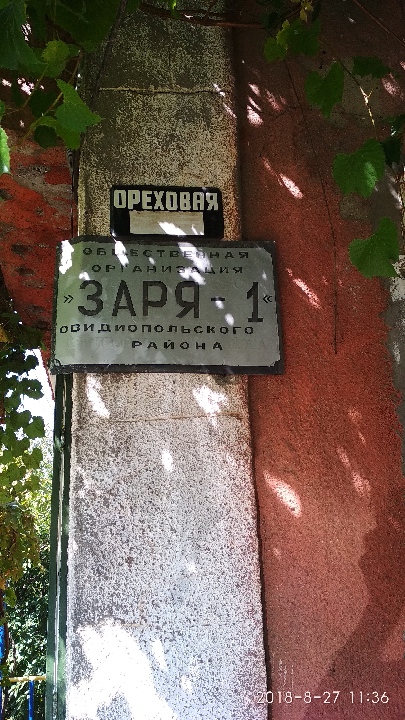 ОРЕХОВАЯ
ОБЩЕСТВЕННАЯ
ОРГАНИЗАЦИЯ
»ЗАРЯ-1«
ОВИДИОПОЛЬСКОГО
РАЙОНА
2018-8-27 11:36